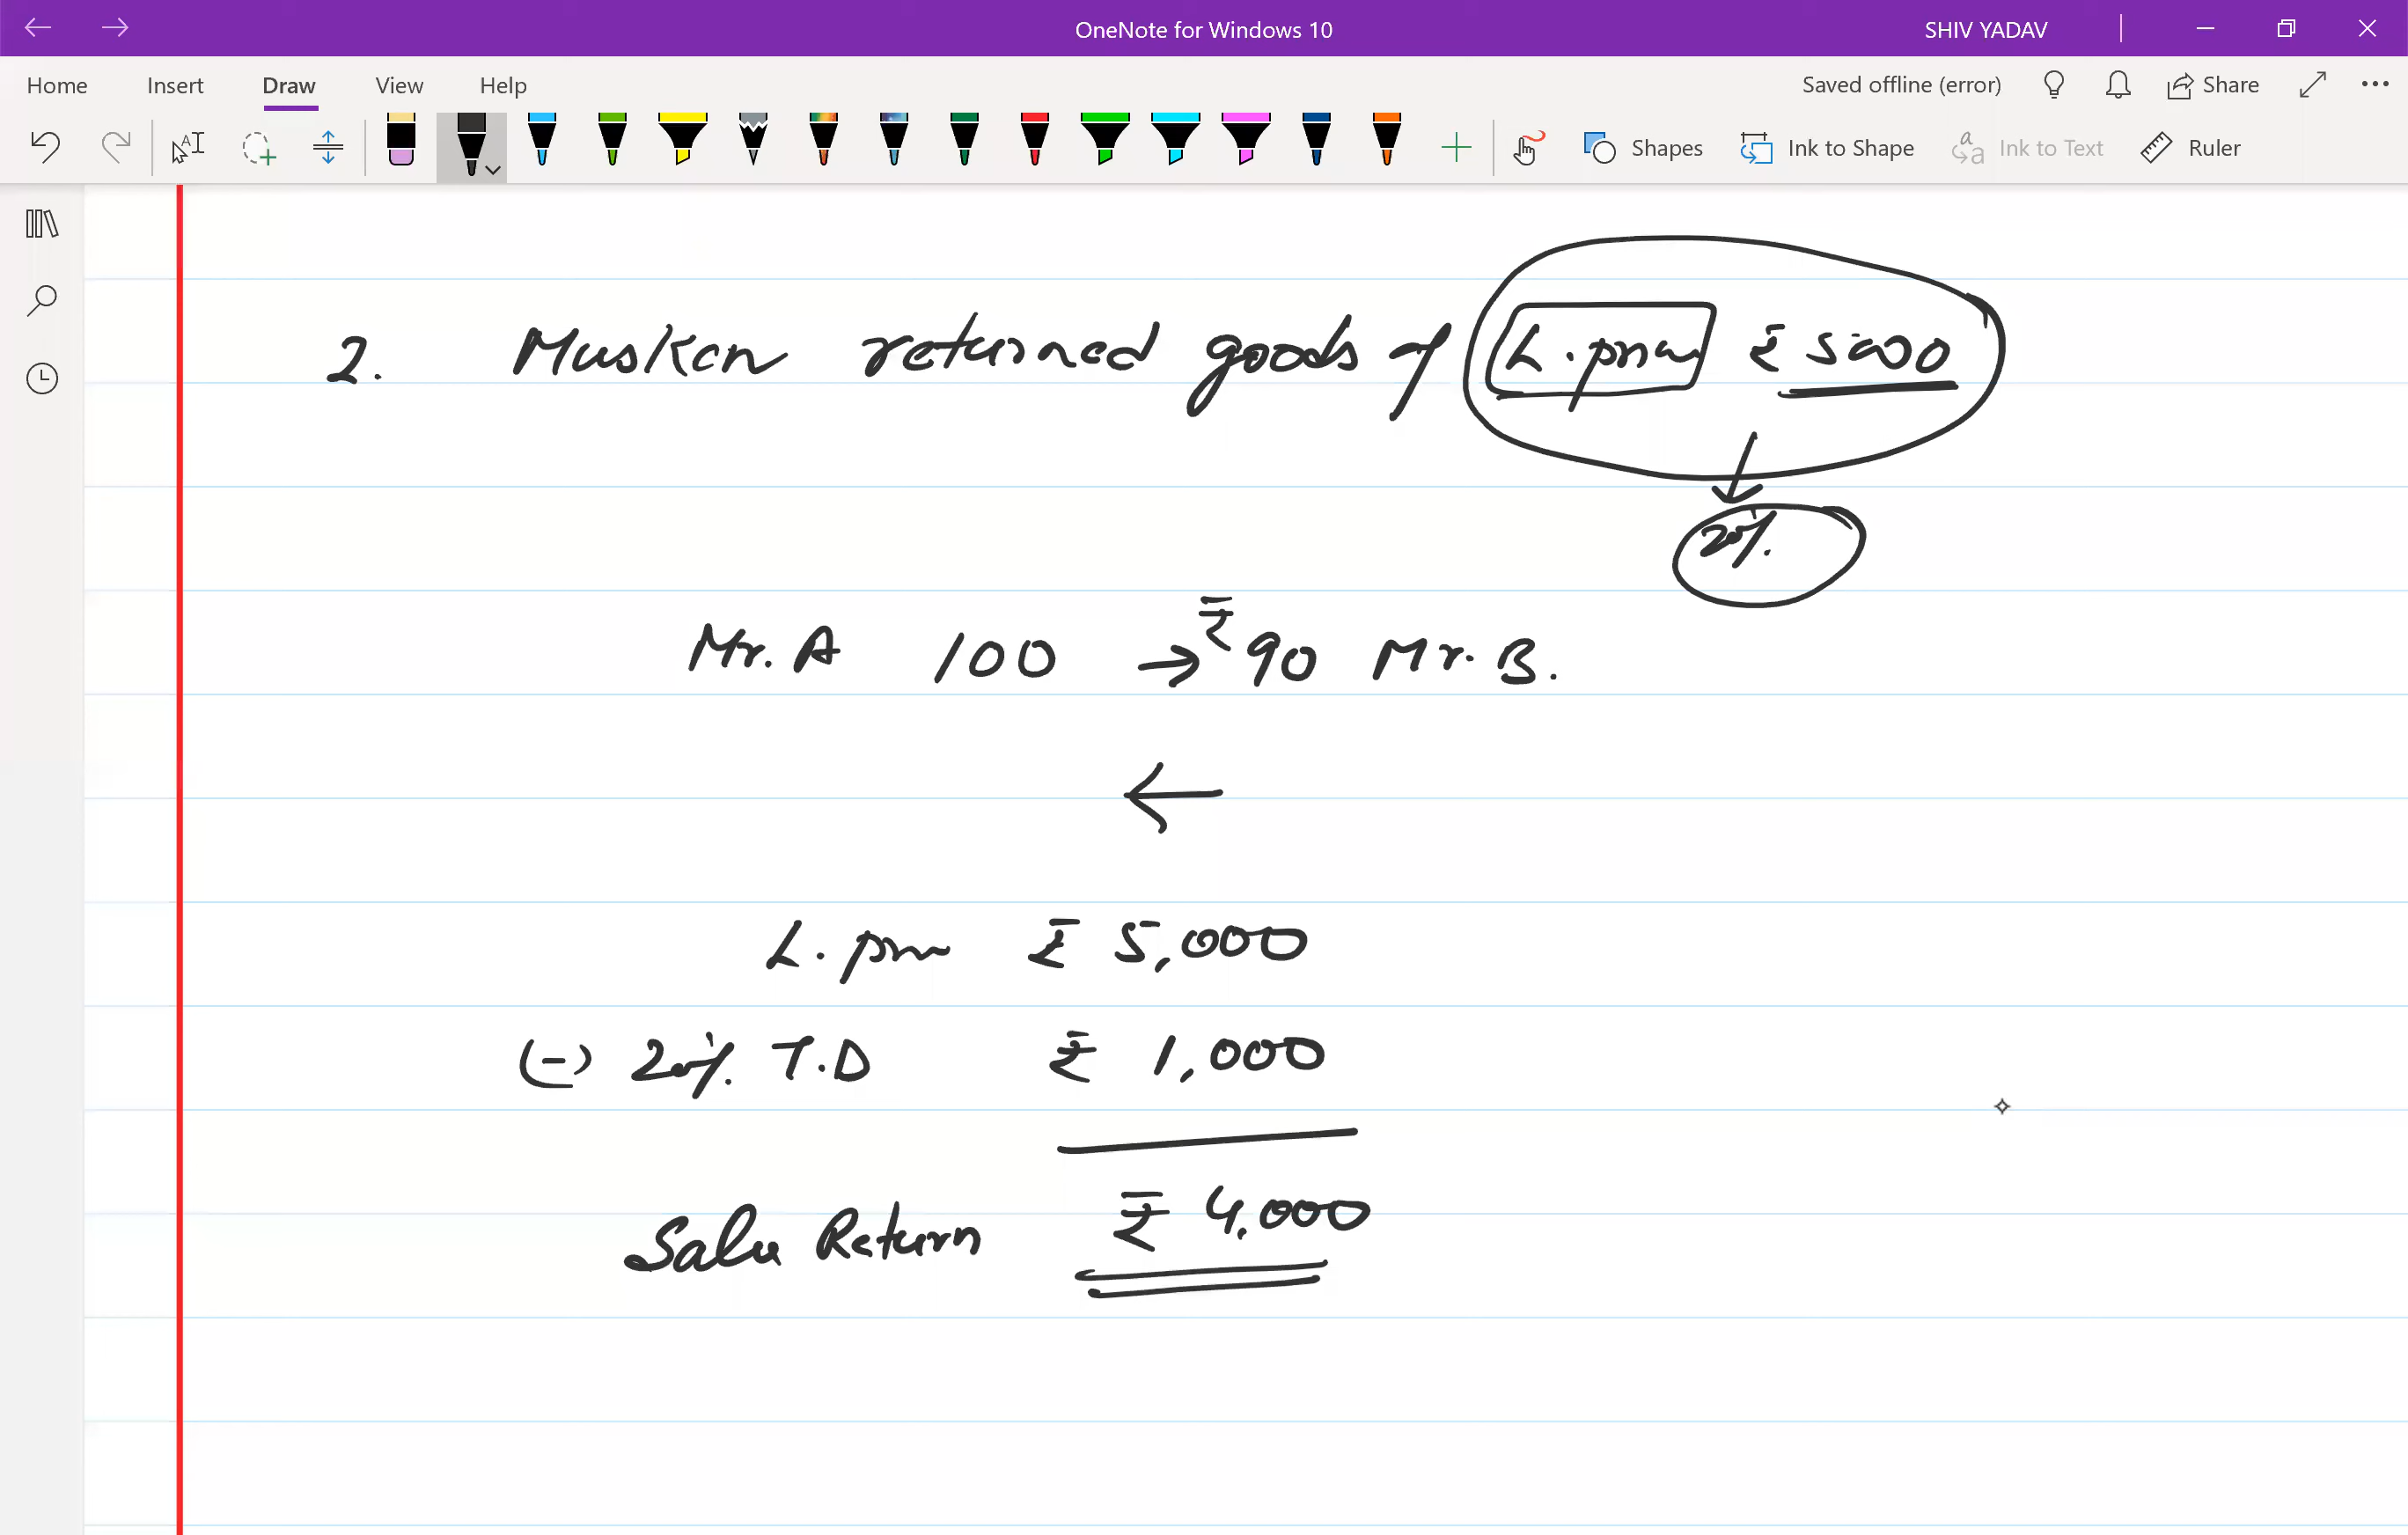 OneNote for Windows 10 SHIV YADAV
Home Insert Draw View Help Saved offline (error) Share
Shapes Ink to Shape Ink to Text Ruler
2. Muskan returned goods of L.price ₹ 5000
20%
Mr. A 100 → ₹ 90 Mr. B.
←
L. price ₹ 5,000
(-) 20% T.D ₹ 1,000
Sales Return ₹ 4,000